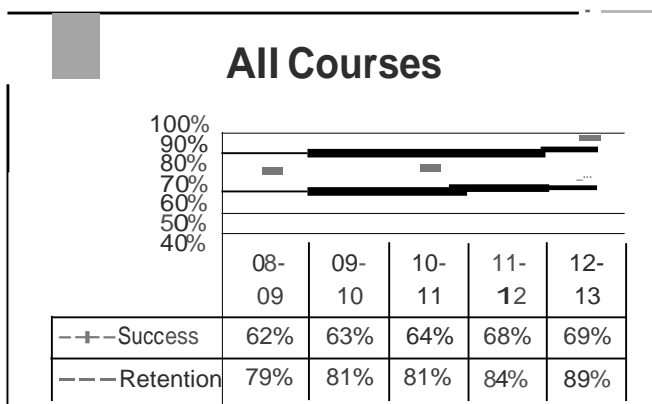 All Courses
100%
90%
80%
70%
60%
50%
40%
08-09 09-10 10-11 11-12 12-13
Success 62% 63% 64% 68% 69%
Retention 79% 81% 81% 84% 89%